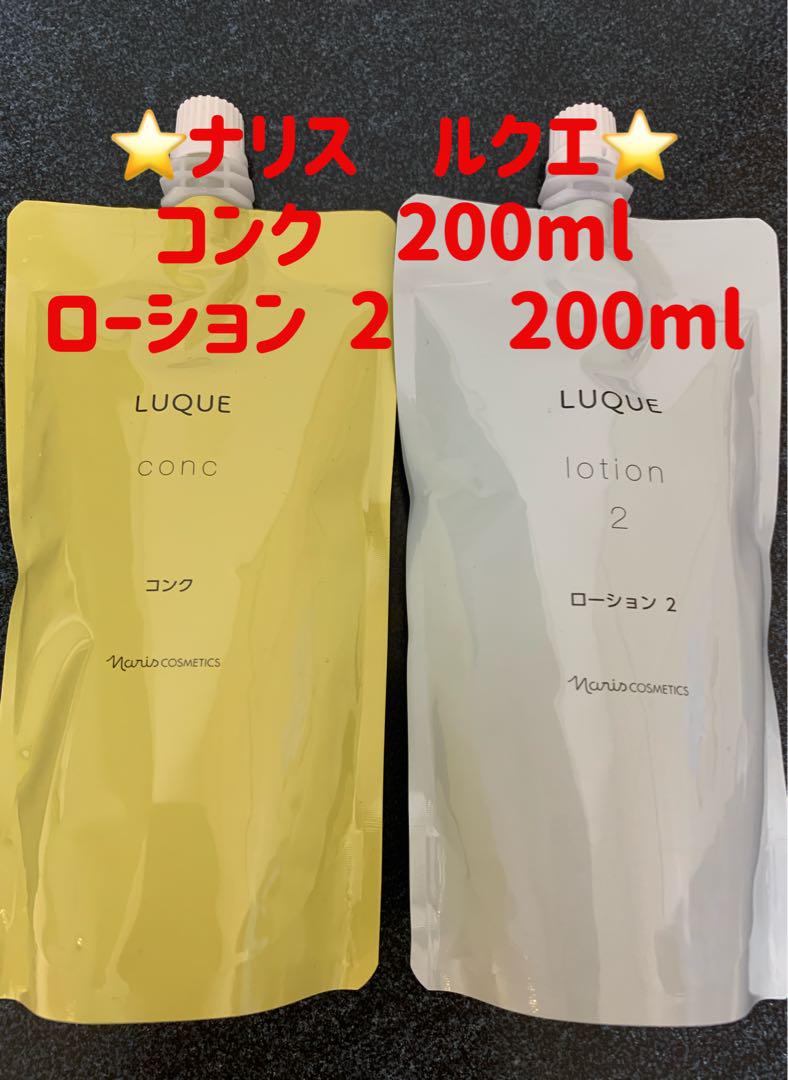 ⭐ナリス ルクエ⭐
コンク 200ml
ローション 2 200ml
LUQUE
conc
コンク
Naris COSMETICS
LUQUE
lotion
2
ローション 2
Naris COSMETICS